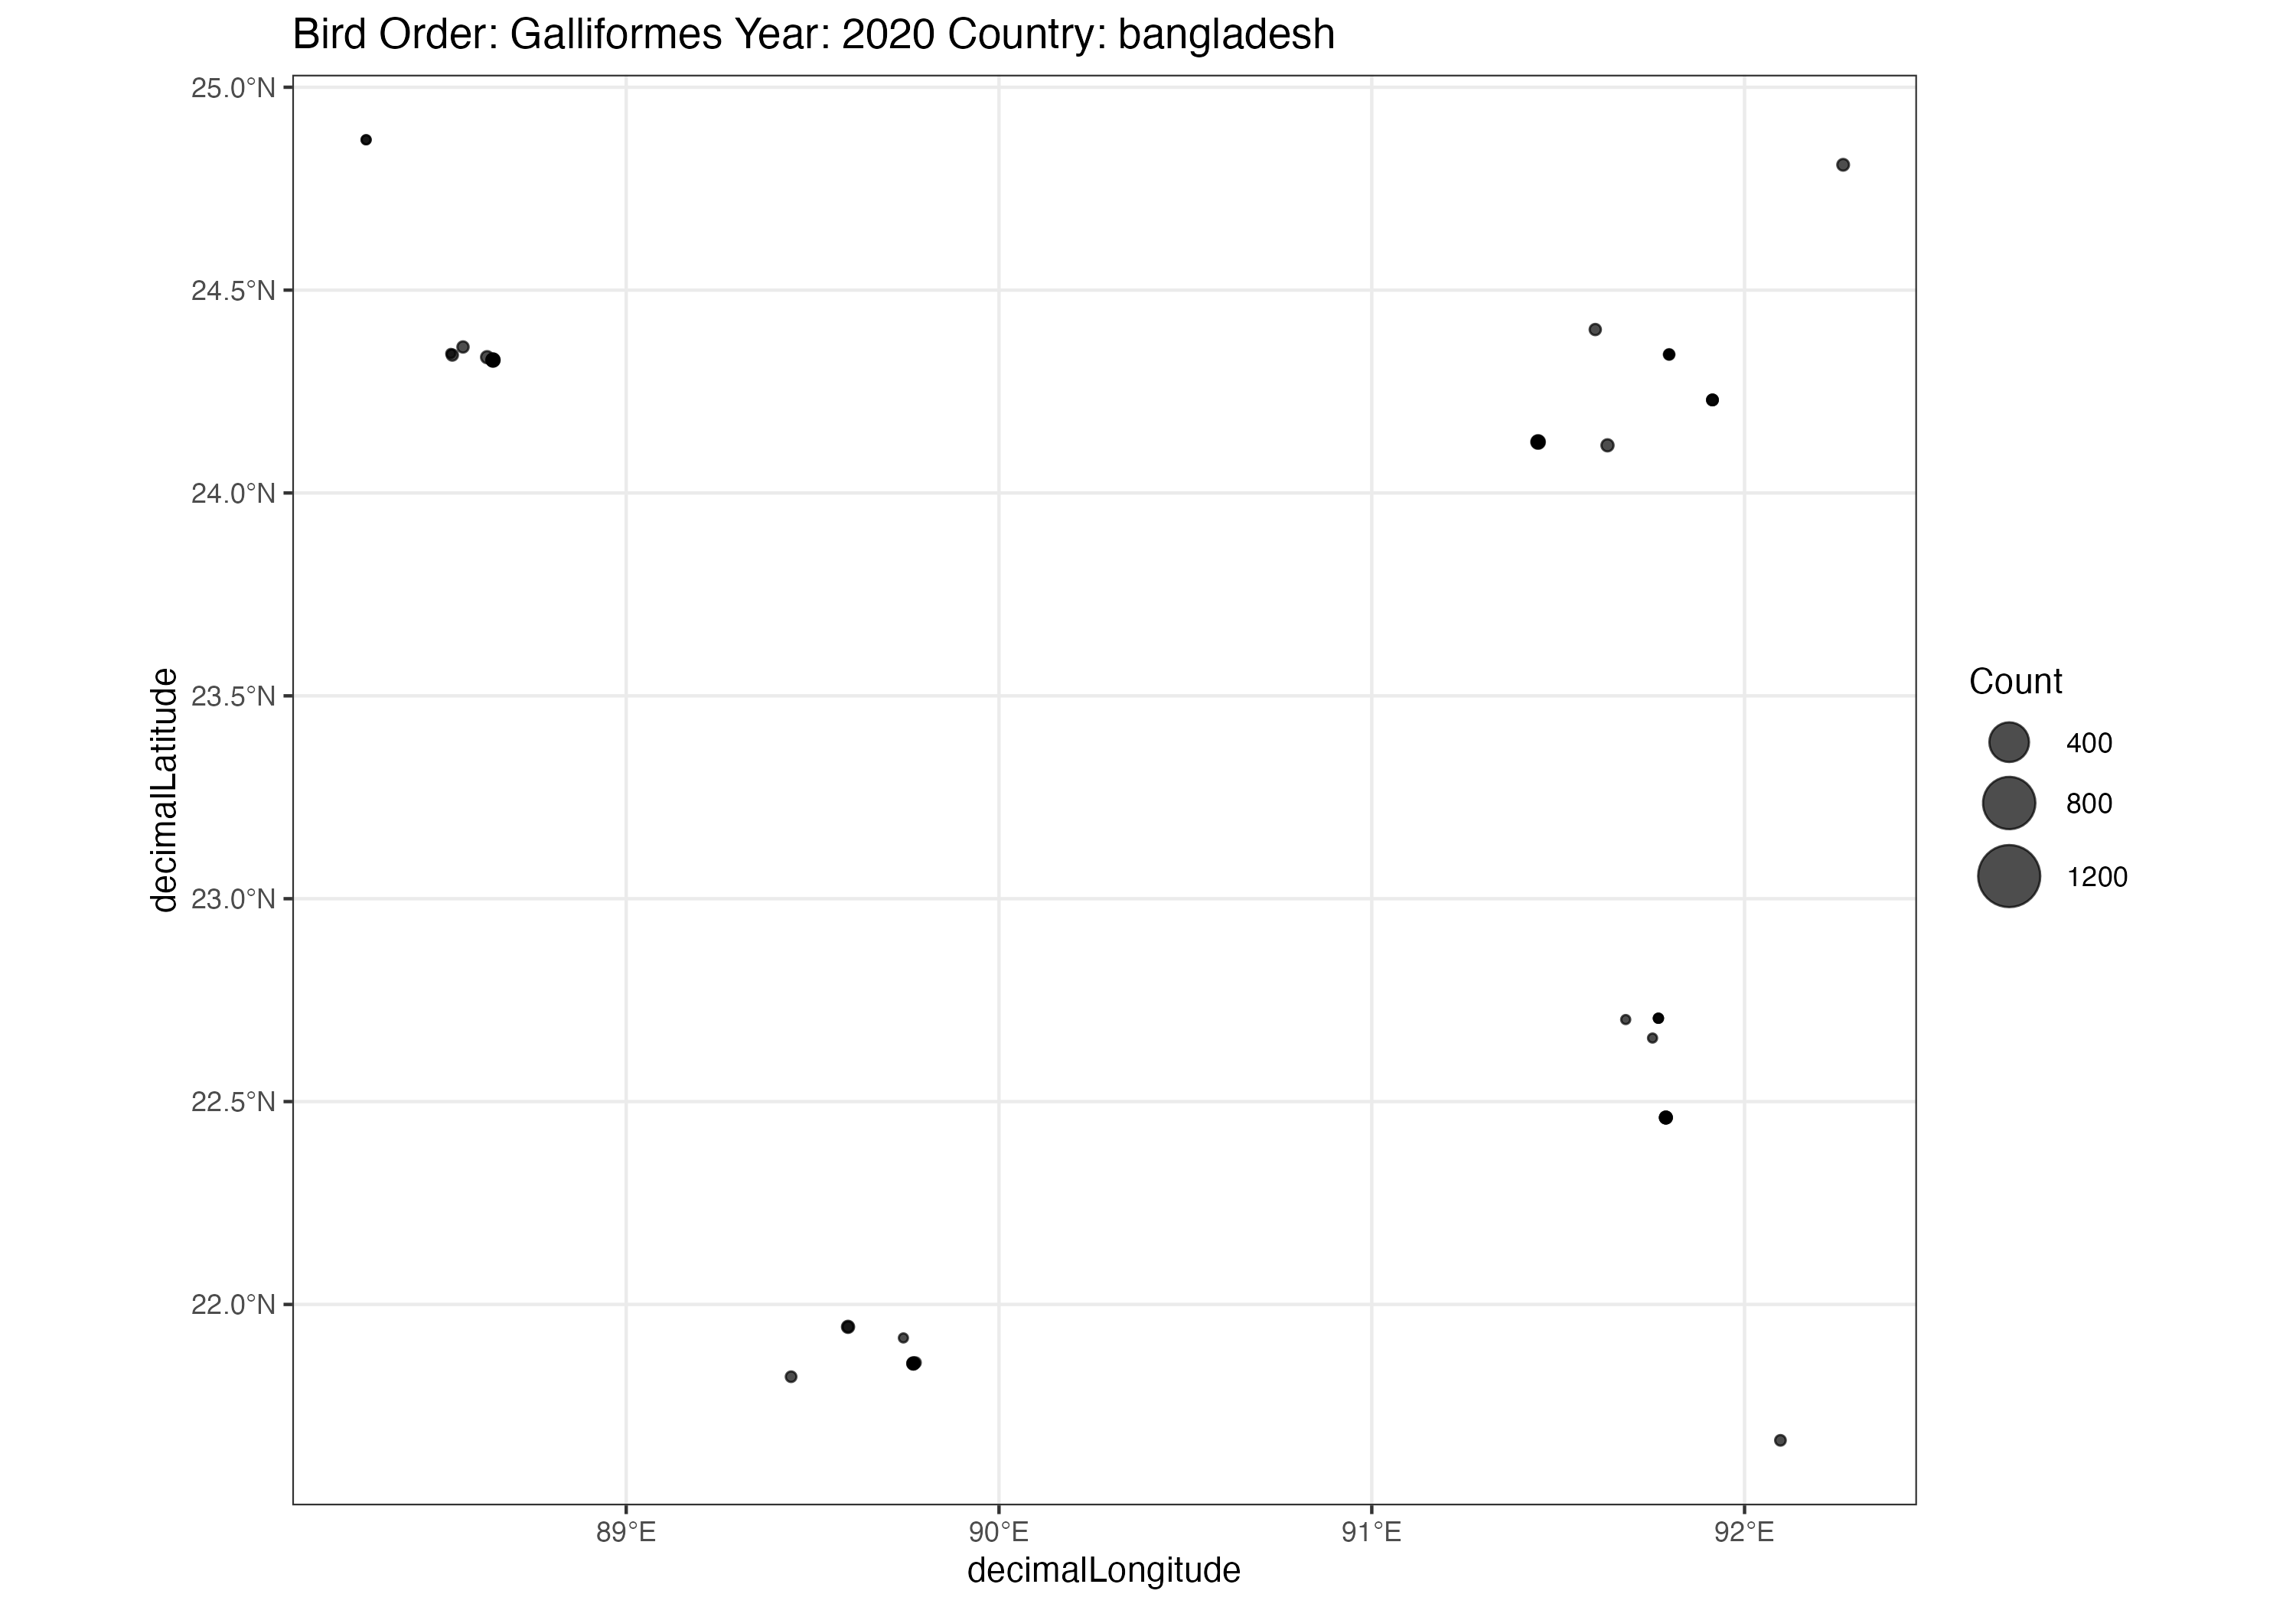 Bird Order: Galliformes Year: 2020 Country: bangladesh
25.0°N
24.5°N
24.0°N
23.5°N
23.0°N
22.5°N
22.0°N
decimalLatitude
89°E
90°E
91°E
92°E
decimalLongitude
Count
400
800
1200